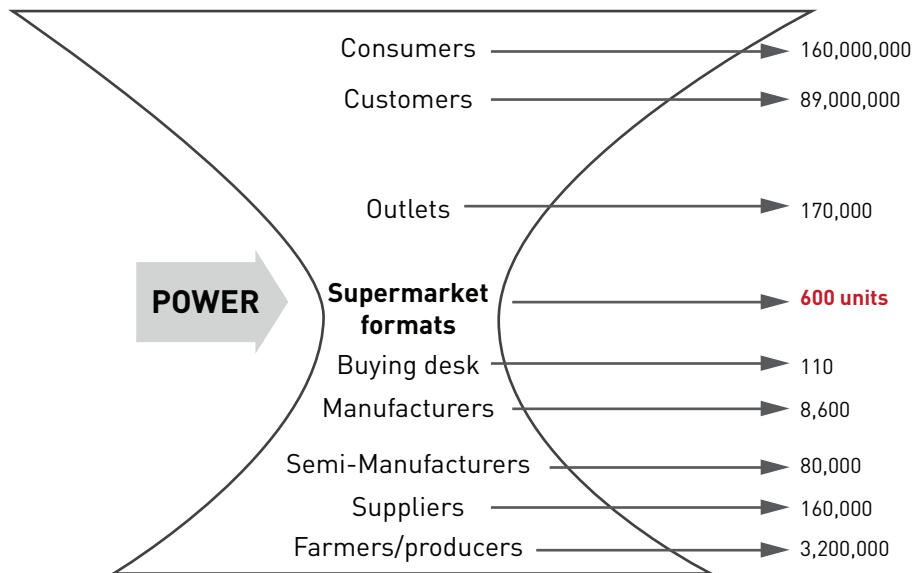 Consumers 160,000,000
Customers 89,000,000
Outlets 170,000
POWER
Supermarket
formats
600 units
Buying desk 110
Manufacturers 8,600
Semi-Manufacturers 80,000
Suppliers 160,000
Farmers/producers 3,200,000